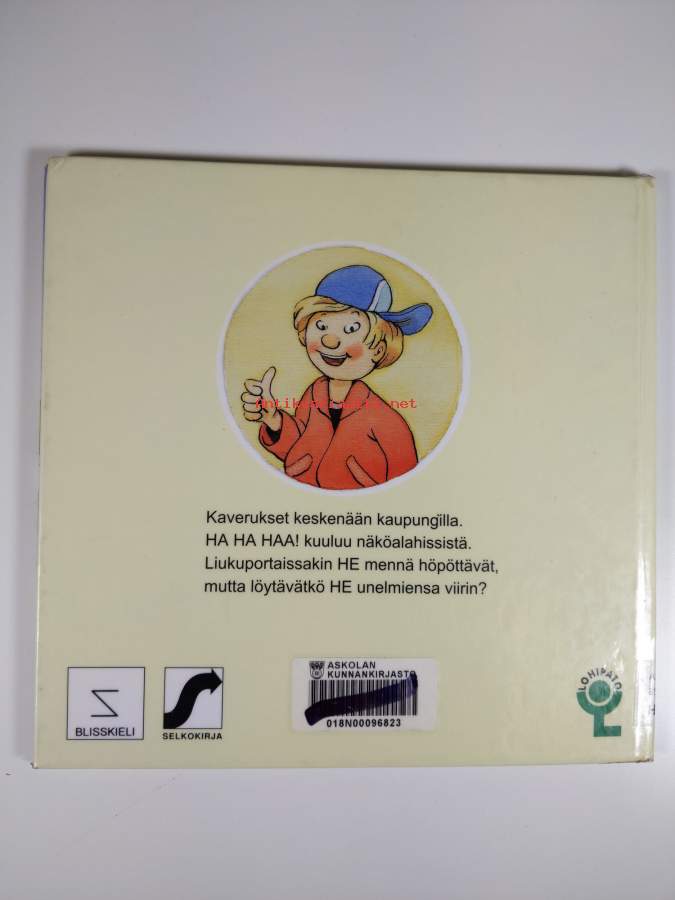 Antikvaari.net
Kaverukset keskenään kaupungilla.
HA HA HAA! kuuluu näköalahissistä.
Liukuportaissakin HE mennä höpöttävät,
mutta löytävätkö HE unelmiensa viirin?
BLISSKIELI
SELKOKIRJA
ASKOLAN
KUNNANKIRJASTO
018N00096823
LOHIPATO